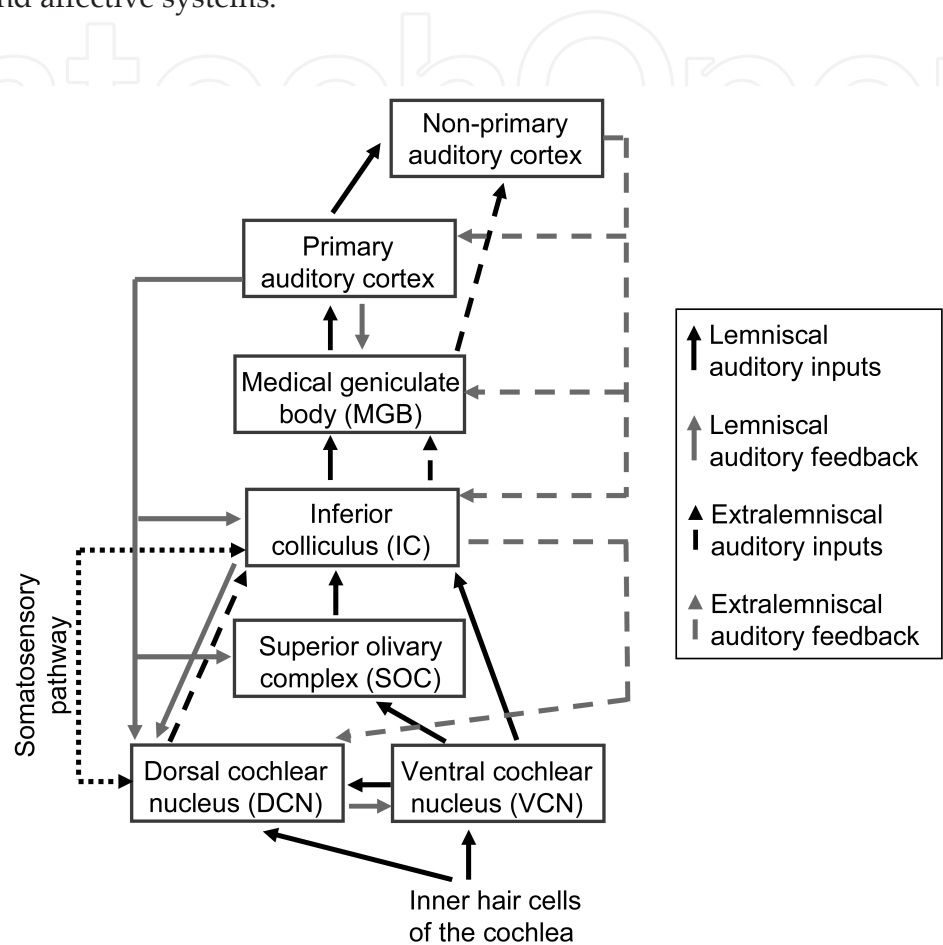 nd affective systems.
Non-primary
auditory cortex
Primary
auditory cortex
Medical geniculate
body (MGB)
Inferior
colliculus (IC)
Superior olivary
complex (SOC)
Dorsal cochlear
nucleus (DCN)
Ventral cochlear
nucleus (VCN)
Inner hair cells
of the cochlea
Somatosensory
pathway
Lemniscal
auditory inputs
Lemniscal
auditory feedback
Extralemniscal
auditory inputs
Extralemniscal
auditory feedback